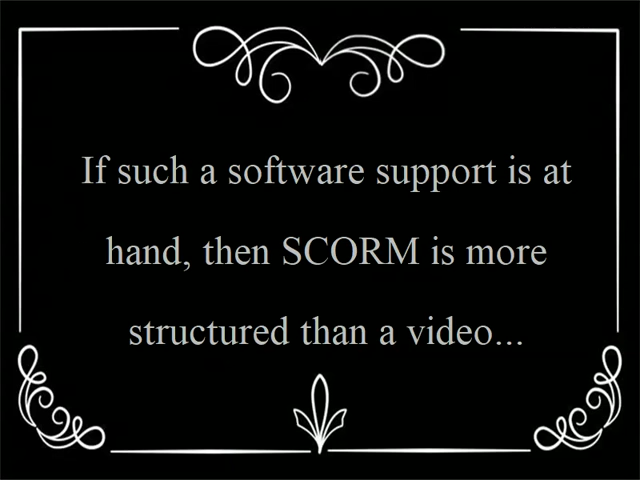 If such a software support is at
hand, then SCORM is more
structured than a video...